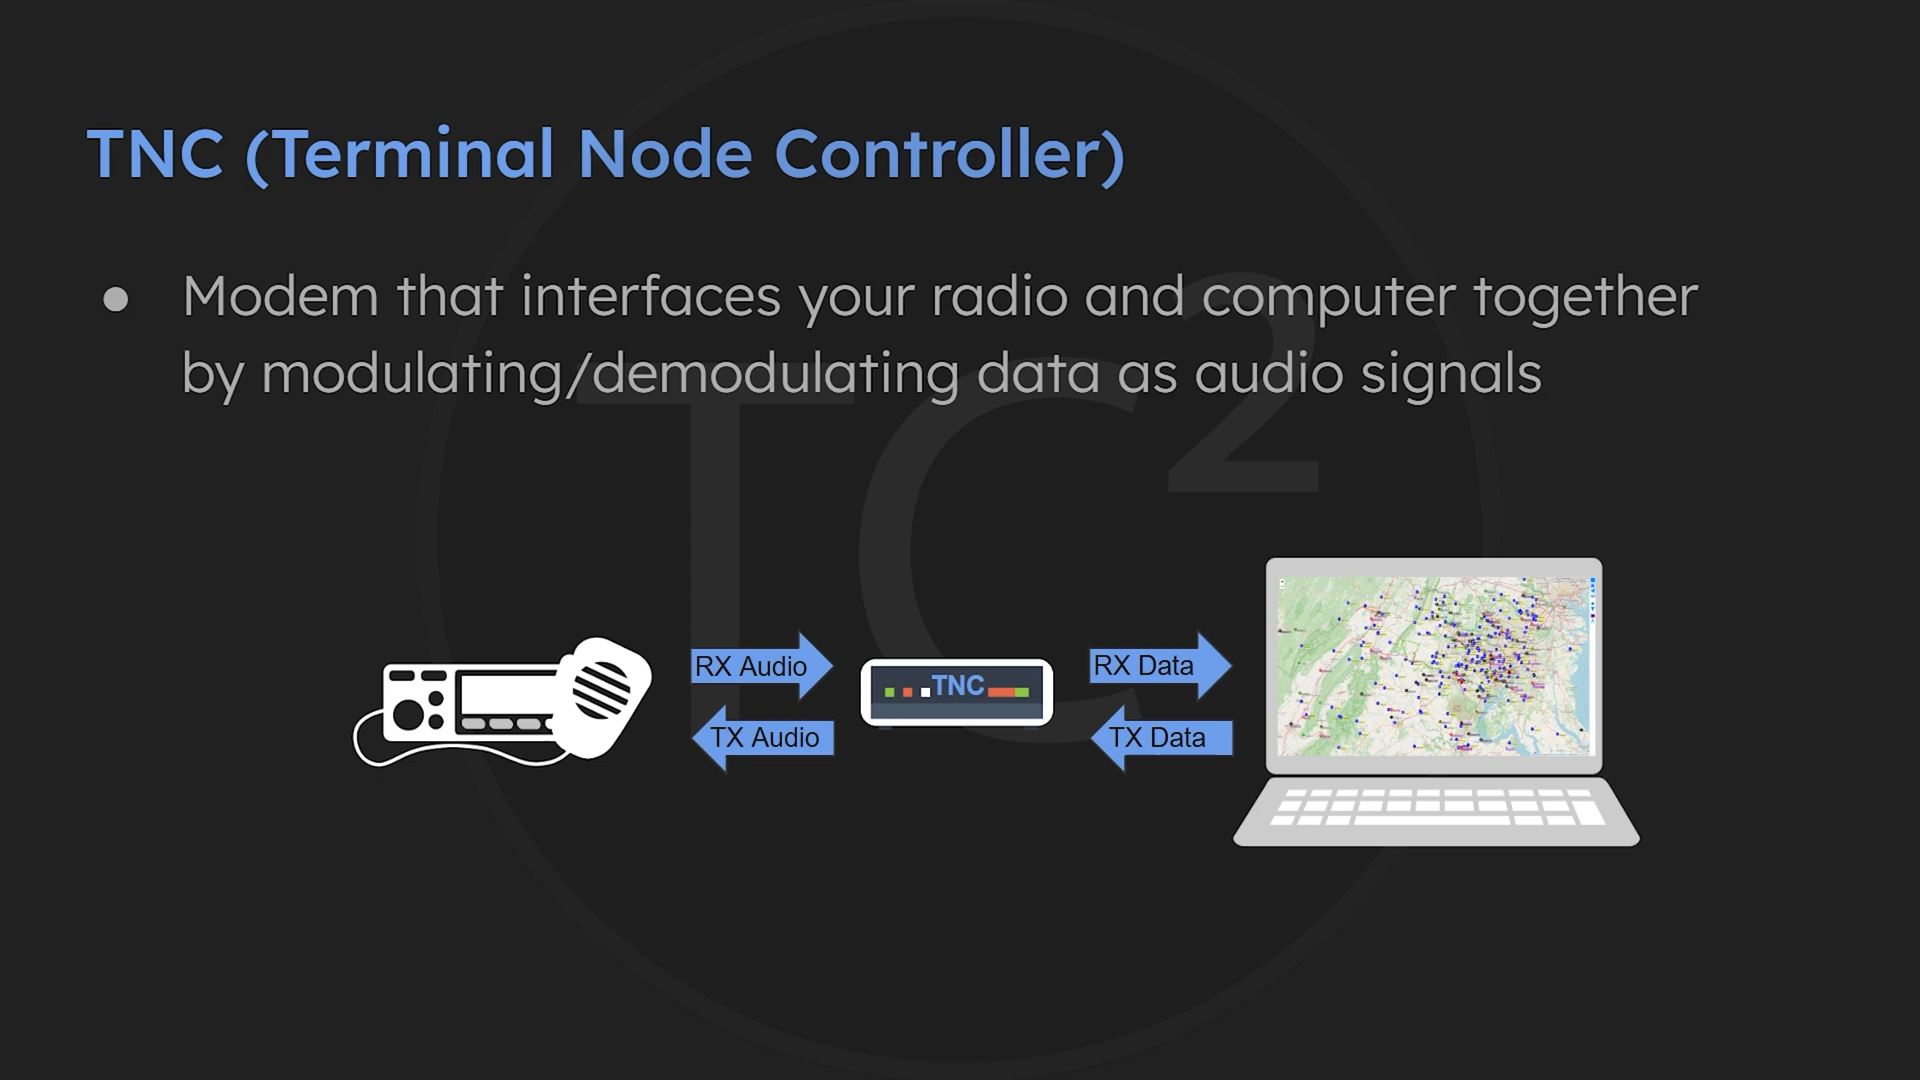 TNC (Terminal Node Controller)
● Modem that interfaces your radio and computer together
by modulating/demodulating data as audio signals
TC²
RX Audio
TNC
RX Data
TX Audio
TX Data